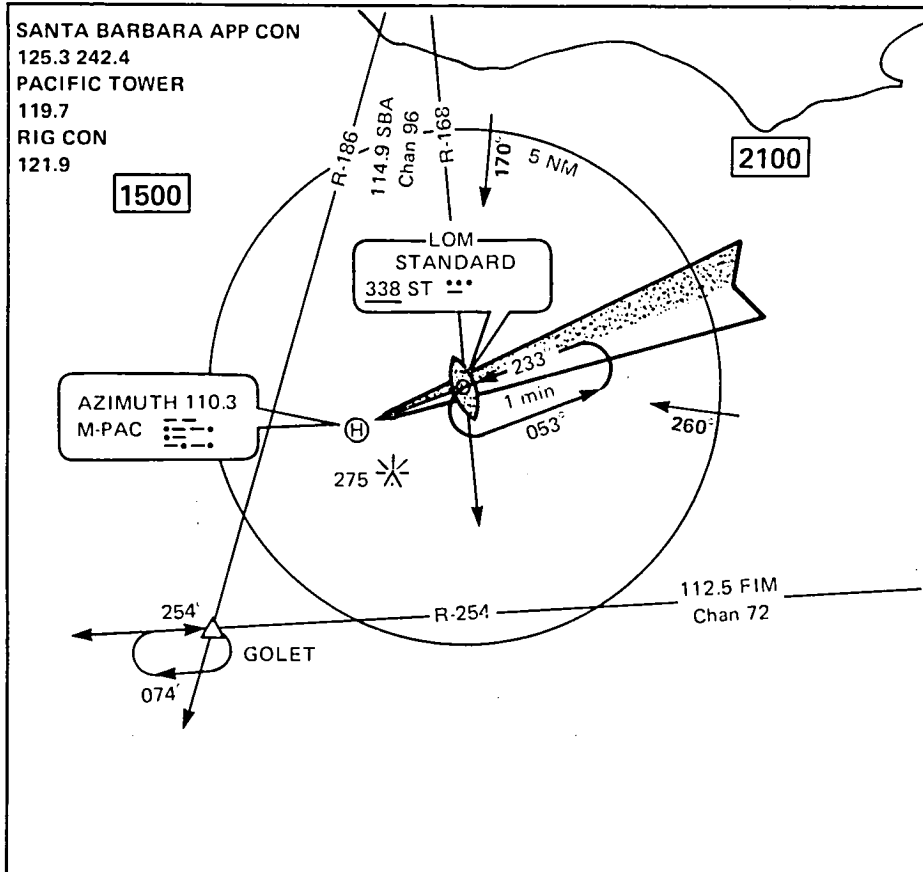 SANTA BARBARA APP CON
125.3 242.4
PACIFIC TOWER
119.7
RIG CON
121.9
1500
2100
R-186
114.9 SBA
Chan 96
R-168
170°
5 NM
LOM
STANDARD
338 ST
233°
1 min
053°
260°
AZIMUTH 110.3
M-PAC
275
254°
074°
GOLET
R-254
112.5 FIM
Chan 72